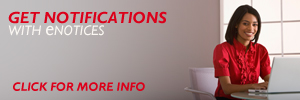 GET NOTIFICATIONS
WITH eNOTICES
CLICK FOR MORE INFO